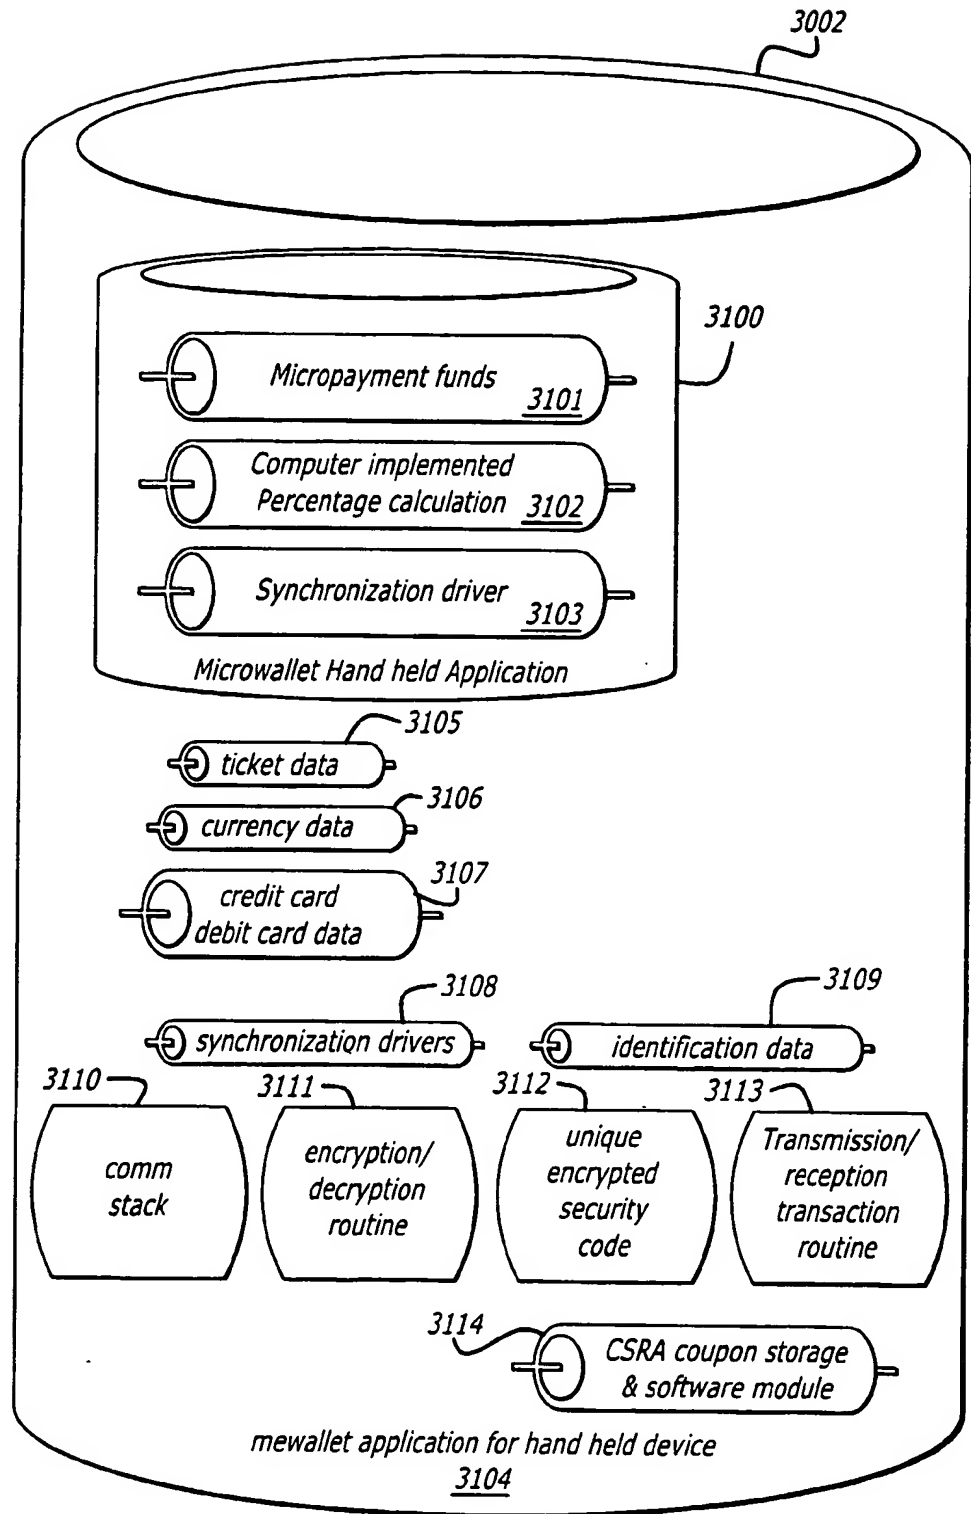 3002
3100
Micropayment funds
3101
Computer implemented
Percentage calculation
3102
Synchronization driver
3103
Microwallet Hand held Application
3105
ticket data
3106
currency data
3107
credit card
debit card data
3108
synchronization drivers
3109
identification data
3110
comm
stack
3111
encryption/
decryption
routine
3112
unique
encrypted
security
code
3113
Transmission/
reception
transaction
routine
3114
CSRA coupon storage
& software module
mewallet application for hand held device
3104